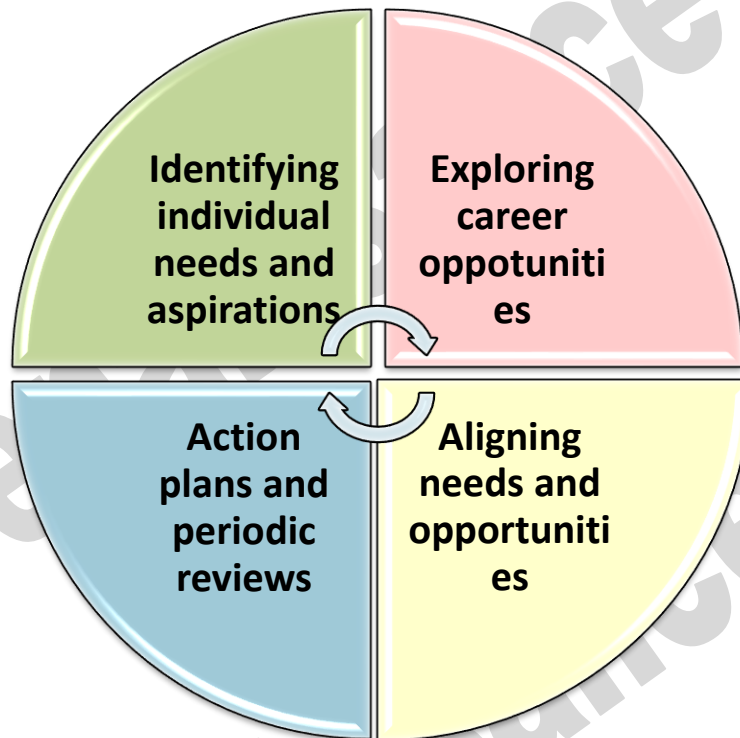 Identifying
individual
needs and
aspirations
Exploring
career
oppotuniti
es
Action
plans and
periodic
reviews
Aligning
needs and
opportuniti
es